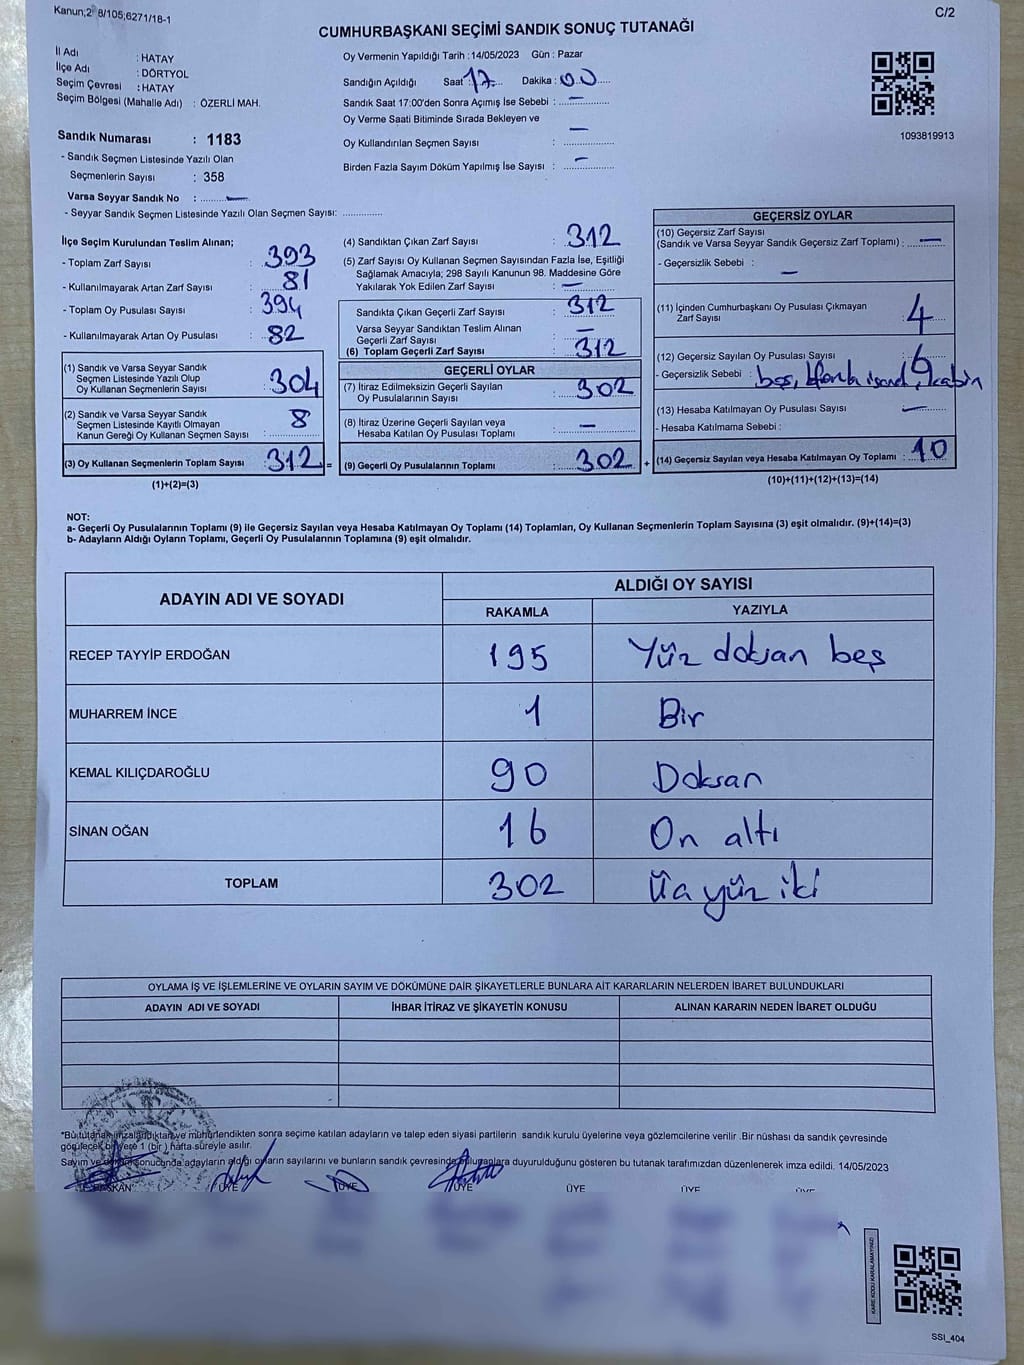 Kanun;2 8/105;6271/18-1
C/2
CUMHURBAŞKANI SEÇİMİ SANDIK SONUÇ TUTANAĞI
İl Adı : HATAY
İlçe Adı : DÖRTYOL
Seçim Çevresi : HATAY
Seçim Bölgesi (Mahalle Adı) : ÖZERLİ MAH.
Sandık Numarası : 1183
- Sandık Seçmen Listesinde Yazılı Olan
Seçmenlerin Sayısı : 358
Varsa Seyyar Sandık No : —
- Seyyar Sandık Seçmen Listesinde Yazılı Olan Seçmen Sayısı:
Oy Vermenin Yapıldığı Tarih : 14/05/2023 Gün : Pazar
Sandığın Açıldığı Saat : 17 Dakika : 00
Sandık Saat 17:00'den Sonra Açımış İse Sebebi : —
Oy Verme Saati Bitiminde Sırada Bekleyen ve
Oy Kullandırılan Seçmen Sayısı : —
Birden Fazla Sayım Döküm Yapılmış İse Sayısı : —
1093819913
İlçe Seçim Kurulundan Teslim Alınan;
- Toplam Zarf Sayısı : 393
- Kullanılmayarak Artan Zarf Sayısı : 81
- Toplam Oy Pusulası Sayısı : 394
- Kullanılmayarak Artan Oy Pusulası : 82
(1) Sandık ve Varsa Seyyar Sandık
Seçmen Listesinde Yazılı Olup
Oy Kullanan Seçmenlerin Sayısı : 304
(2) Sandık ve Varsa Seyyar Sandık
Seçmen Listesinde Kayıtlı Olmayan
Kanun Gereği Oy Kullanan Seçmen Sayısı : 8
(3) Oy Kullanan Seçmenlerin Toplam Sayısı : 312 =
(1)+(2)=(3)
(4) Sandıktan Çıkan Zarf Sayısı : 312
(5) Zarf Sayısı Oy Kullanan Seçmen Sayısından Fazla İse, Eşitliği
Sağlamak Amacıyla; 298 Sayılı Kanunun 98. Maddesine Göre
Yakılarak Yok Edilen Zarf Sayısı : —
Sandıkta Çıkan Geçerli Zarf Sayısı : 312
Varsa Seyyar Sandıktan Teslim Alınan
Geçerli Zarf Sayısı : —
(6) Toplam Geçerli Zarf Sayısı : 312
GEÇERLİ OYLAR
(7) İtiraz Edilmeksizin Geçerli Sayılan
Oy Pusulalarının Sayısı : 302
(8) İtiraz Üzerine Geçerli Sayılan veya
Hesaba Katılan Oy Pusulası Toplamı : —
(9) Geçerli Oy Pusulalarının Toplamı : 302 +
GEÇERSİZ OYLAR
(10) Geçersiz Zarf Sayısı
(Sandık ve Varsa Seyyar Sandık Geçersiz Zarf Toplamı) : —
- Geçersizlik Sebebi : —
(11) İçinden Cumhurbaşkanı Oy Pusulası Çıkmayan
Zarf Sayısı : 4
(12) Geçersiz Sayılan Oy Pusulası Sayısı : 6
- Geçersizlik Sebebi : boş,
(13) Hesaba Katılmayan Oy Pusulası Sayısı : —
- Hesaba Katılmama Sebebi :
(14) Geçersiz Sayılan veya Hesaba Katılmayan Oy Toplamı : 10
(10)+(11)+(12)+(13)=(14)
NOT:
a- Geçerli Oy Pusulalarının Toplamı (9) ile Geçersiz Sayılan veya Hesaba Katılmayan Oy Toplamı (14) Toplamları, Oy Kullanan Seçmenlerin Toplam Sayısına (3) eşit olmalıdır. (9)+(14)=(3)
b- Adayların Aldığı Oyların Toplamı, Geçerli Oy Pusulalarının Toplamına (9) eşit olmalıdır.
ADAYIN ADI VE SOYADI ALDIĞI OY SAYISI
RAKAMLA YAZIYLA
RECEP TAYYİP ERDOĞAN 195 Yüz doksan beş
MUHARREM İNCE 1 Bir
KEMAL KILIÇDAROĞLU 90 Doksan
SİNAN OĞAN 16 On altı
TOPLAM 302 Üç yüz iki
OYLAMA İŞ VE İŞLEMLERİNE VE OYLARIN SAYIM VE DÖKÜMÜNE DAİR ŞİKAYETLERLE BUNLARA AİT KARARLARIN NELERDEN İBARET BULUNDUKLARI
ADAYIN ADI VE SOYADI İHBAR İTİRAZ VE ŞİKAYETİN KONUSU ALINAN KARARIN NEDEN İBARET OLDUĞU
*Bu tutanak imzalandıktan ve mühürlendikten sonra seçime katılan adayların ve talep eden siyasi partilerin sandık kurulu üyelerine veya gözlemcilerine verilir .Bir nüshası da sandık çevresinde
görülecek bir yere 1 (bir ) hafta süreyle asılır.
Sayım ve döküm sonucunda adayların aldığı oyların sayılarını ve bunların sandık çevresinde bulunanlara duyurulduğunu gösteren bu tutanak tarafımızdan düzenlenerek imza edildi. 14/05/2023
BAŞKAN ÜYE ÜYE ÜYE ÜYE ÜYE ÜYE
KARE KODU KARALAMAYINIZ!
SSI_404